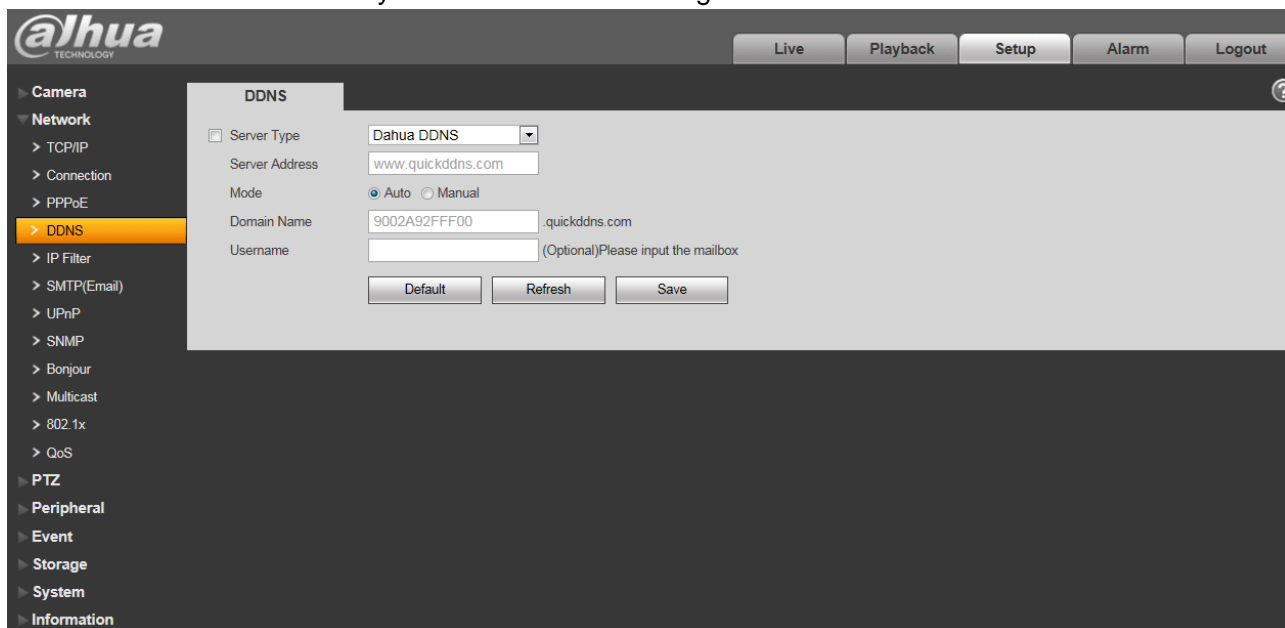 alhua
TECHNOLOGY
Live Playback Setup Alarm Logout
Camera
Network
> TCP/IP
> Connection
> PPPoE
> DDNS
> IP Filter
> SMTP(Email)
> UPnP
> SNMP
> Bonjour
> Multicast
> 802.1x
> QoS
PTZ
Peripheral
Event
Storage
System
Information
DDNS
?
Server Type Dahua DDNS
Server Address www.quickddns.com
Mode Auto Manual
Domain Name 9002A92FFF00 .quickddns.com
Username (Optional)Please input the mailbox
Default Refresh Save